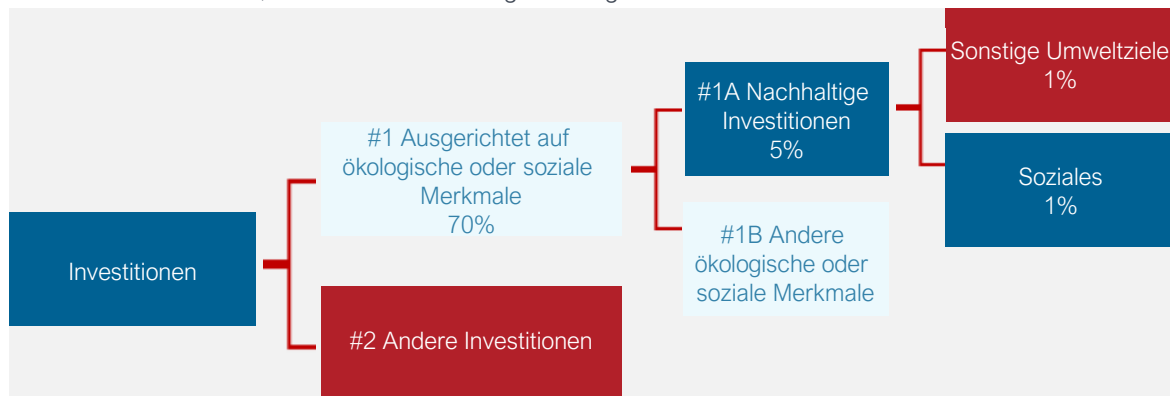 Investitionen
#1 Ausgerichtet auf
ökologische oder soziale
Merkmale
70%
#2 Andere Investitionen
#1A Nachhaltige
Investitionen
5%
#1B Andere
ökologische oder
soziale Merkmale
Sonstige Umweltziele
1%
Soziales
1%